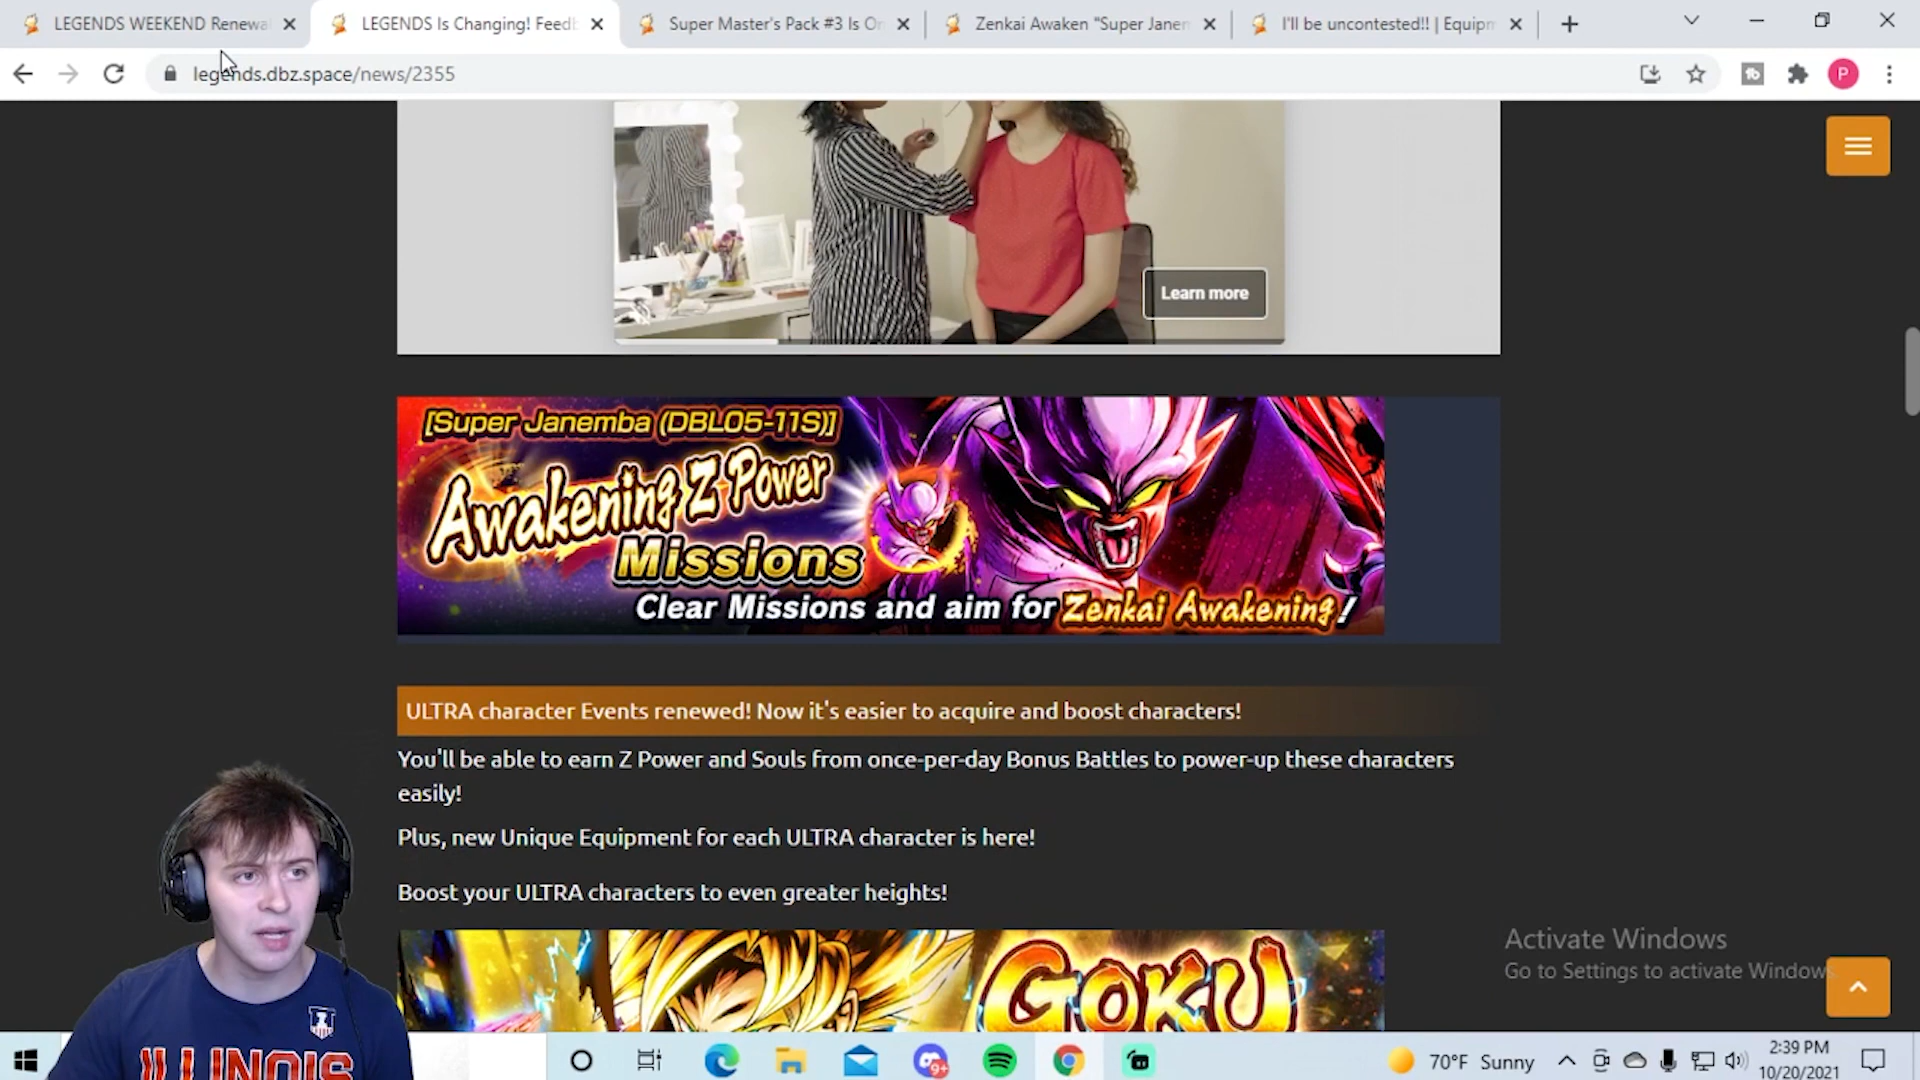 LEGENDS WEEKEND Renewa
LEGENDS Is Changing! Feedb
Super Master's Pack #3 Is On
Zenkai Awaken "Super Janem
I'll be uncontested!! | Equipm
legends.dbz.space/news/2355
P
Learn more
[Super Janemba (DBL05-11S)]
Awakening Z Power
Missions
Clear Missions and aim for Zenkai Awakening!
ULTRA character Events renewed! Now it's easier to acquire and boost characters!
You'll be able to earn Z Power and Souls from once-per-day Bonus Battles to power-up these characters
easily!
Plus, new Unique Equipment for each ULTRA character is here!
Boost your ULTRA characters to even greater heights!
GOKU
Activate Windows
Go to Settings to activate Windows
ILLINOIS
9+
70°F Sunny
2:39 PM
10/20/2021